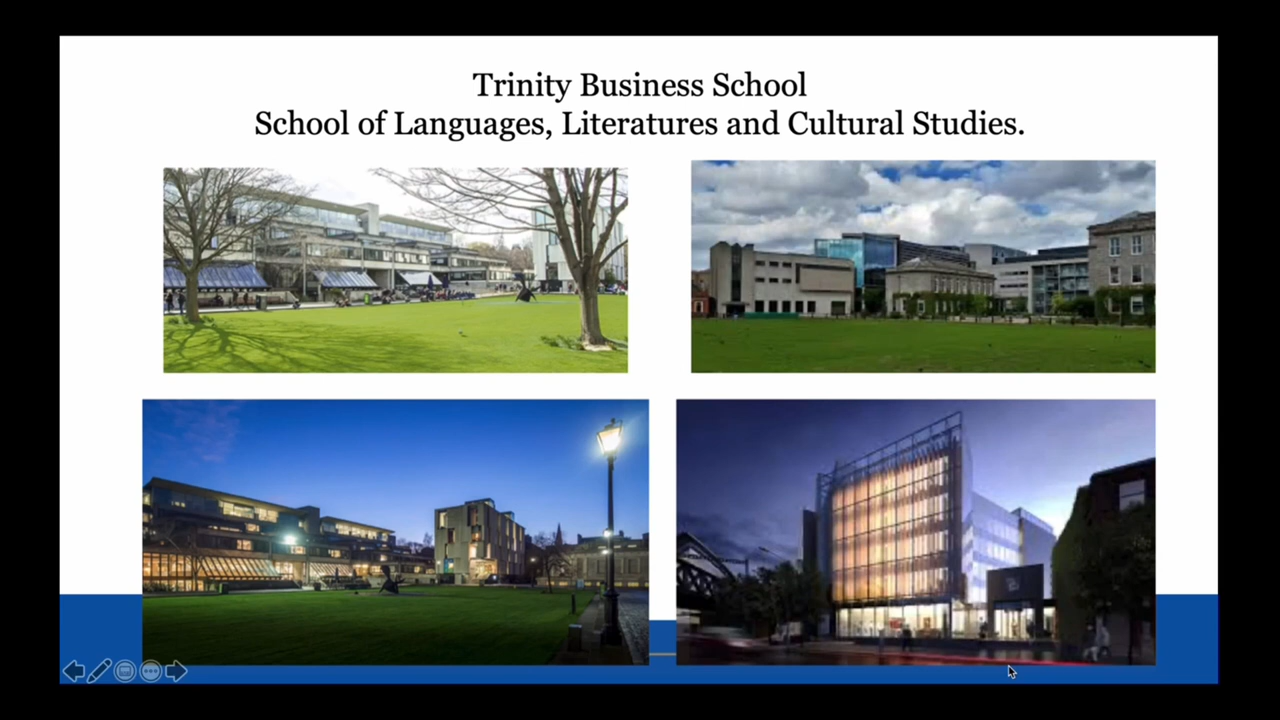 Trinity Business School
School of Languages, Literatures and Cultural Studies.